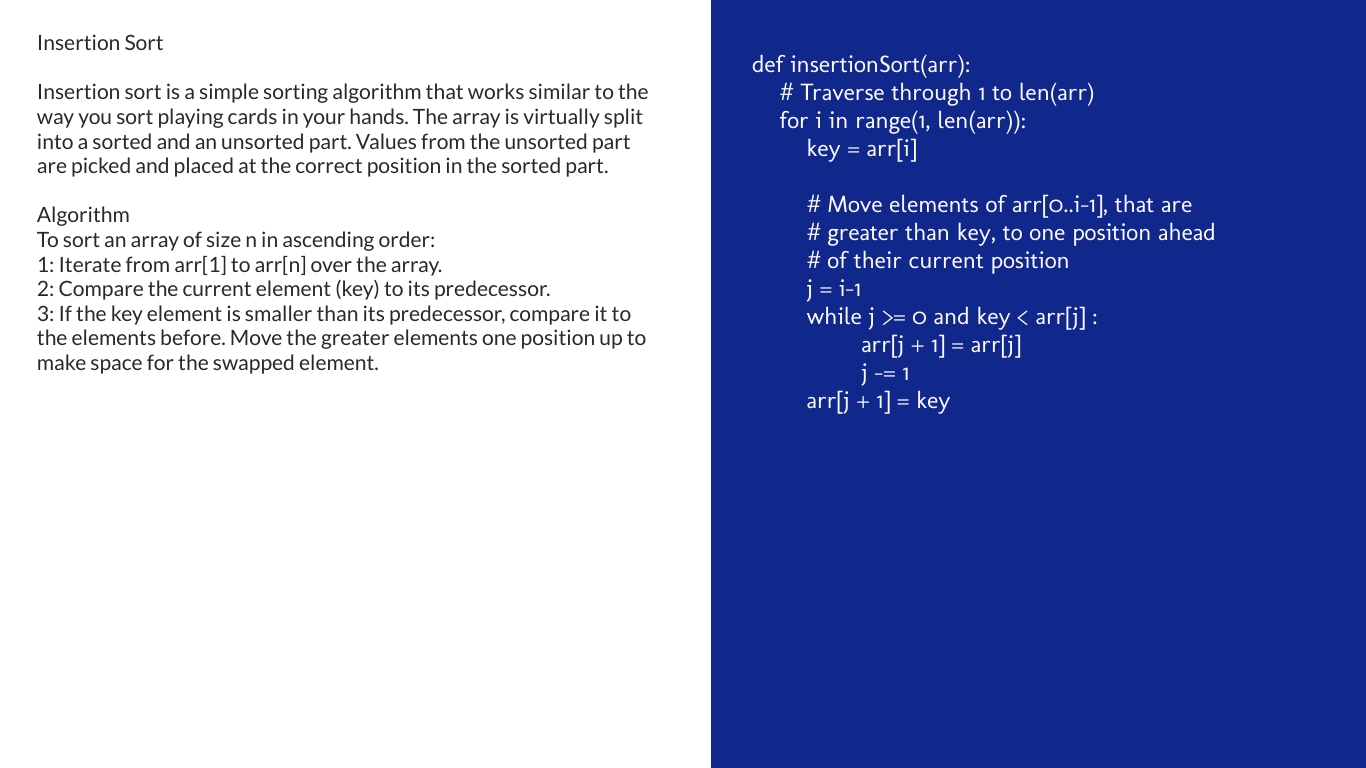 Insertion Sort
Insertion sort is a simple sorting algorithm that works similar to the
way you sort playing cards in your hands. The array is virtually split
into a sorted and an unsorted part. Values from the unsorted part
are picked and placed at the correct position in the sorted part.
Algorithm
To sort an array of size n in ascending order:
1: Iterate from arr[1] to arr[n] over the array.
2: Compare the current element (key) to its predecessor.
3: If the key element is smaller than its predecessor, compare it to
the elements before. Move the greater elements one position up to
make space for the swapped element.
def insertionSort(arr):
# Traverse through 1 to len(arr)
for i in range(1, len(arr)):
key = arr[i]
# Move elements of arr[0..i-1], that are
# greater than key, to one position ahead
# of their current position
j = i-1
while j >= 0 and key < arr[j] :
arr[j + 1] = arr[j]
j -= 1
arr[j + 1] = key